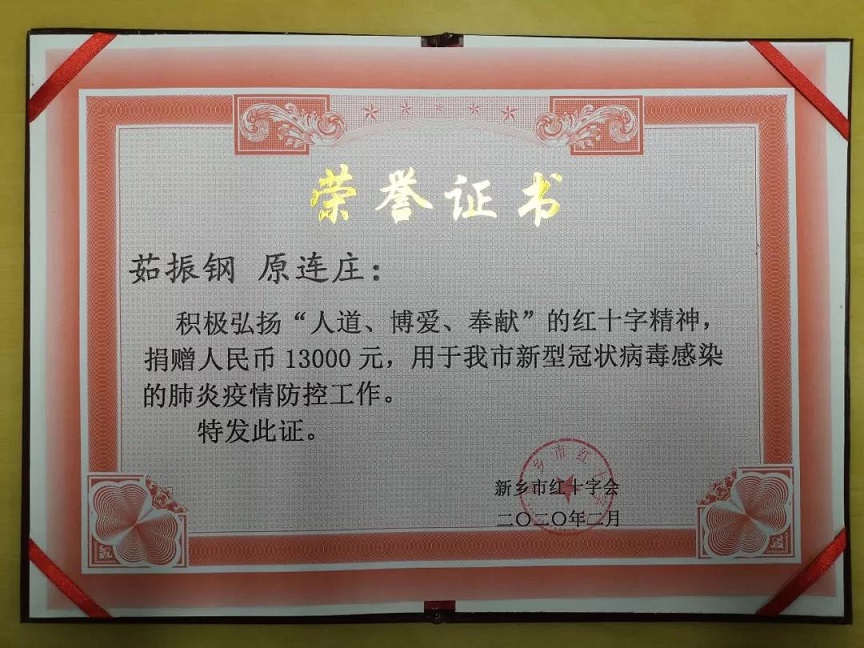 荣誉证书
茹振钢 原连庄：
积极弘扬“人道、博爱、奉献”的红十字精神，
捐赠人民币 13000 元，用于我市新型冠状病毒感染
的肺炎疫情防控工作。
特发此证。
新乡市红十字会
二〇二〇年二月